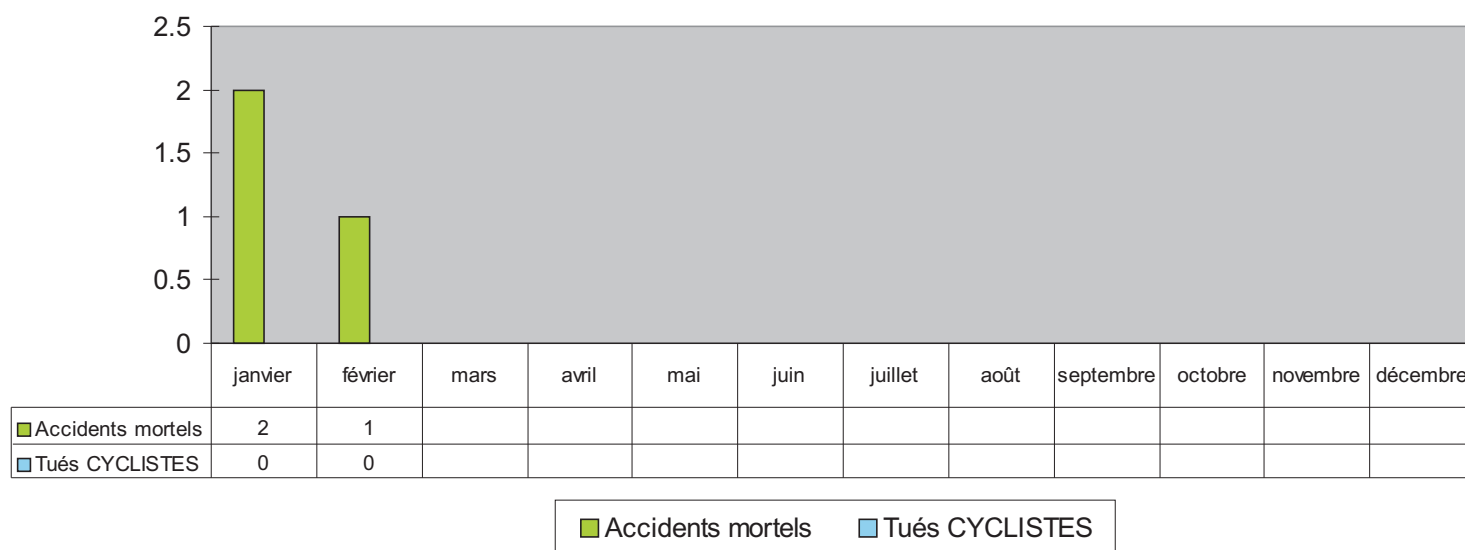 2.5
2
1.5
1
0.5
0
janvier février mars avril mai juin juillet août septembre octobre novembre décembre
Accidents mortels 2 1
Tués CYCLISTES 0 0
Accidents mortels Tués CYCLISTES